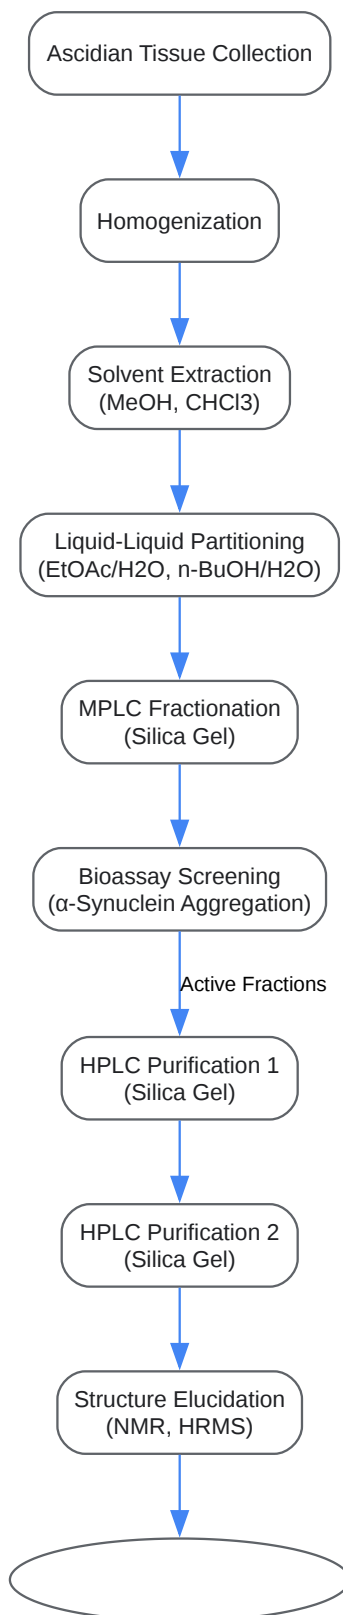 Ascidian Tissue Collection
Homogenization
Solvent Extraction
(MeOH, CHCl3)
Liquid-Liquid Partitioning
(EtOAc/H2O, n-BuOH/H2O)
MPLC Fractionation
(Silica Gel)
Bioassay Screening
(α-Synuclein Aggregation)
Active Fractions
HPLC Purification 1
(Silica Gel)
HPLC Purification 2
(Silica Gel)
Structure Elucidation
(NMR, HRMS)